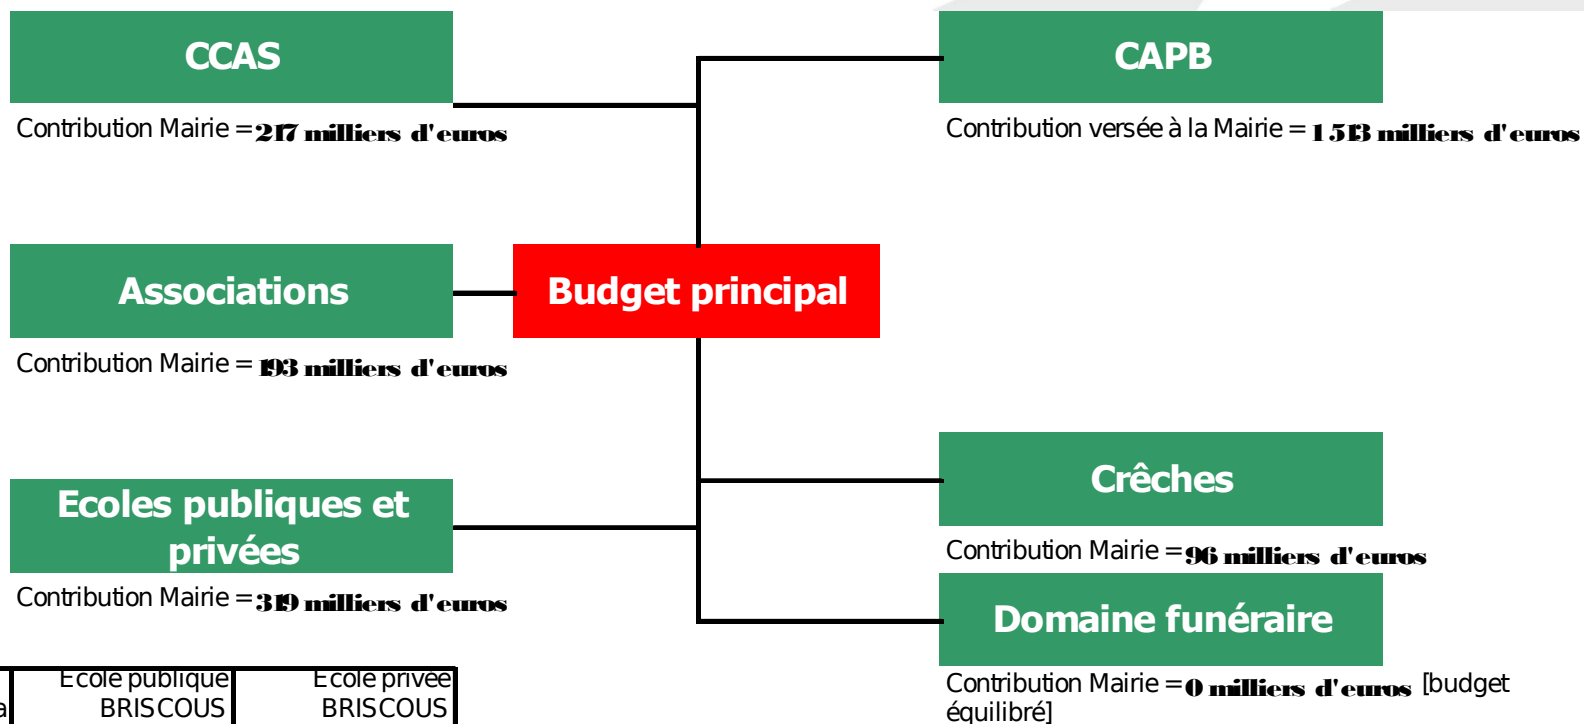 CCAS
Contribution Mairie = 217 milliers d'euros
CAPB
Contribution versée à la Mairie = 1 513 milliers d'euros
Associations
Contribution Mairie = 193 milliers d'euros
Budget principal
Ecoles publiques et
privées
Contribution Mairie = 319 milliers d'euros
Crêches
Contribution Mairie = 96 milliers d'euros
Domaine funéraire
Contribution Mairie = 0 milliers d'euros [budget
équilibré]
Ecole publique
BRISCOUS
Ecole privée
BRISCOUS